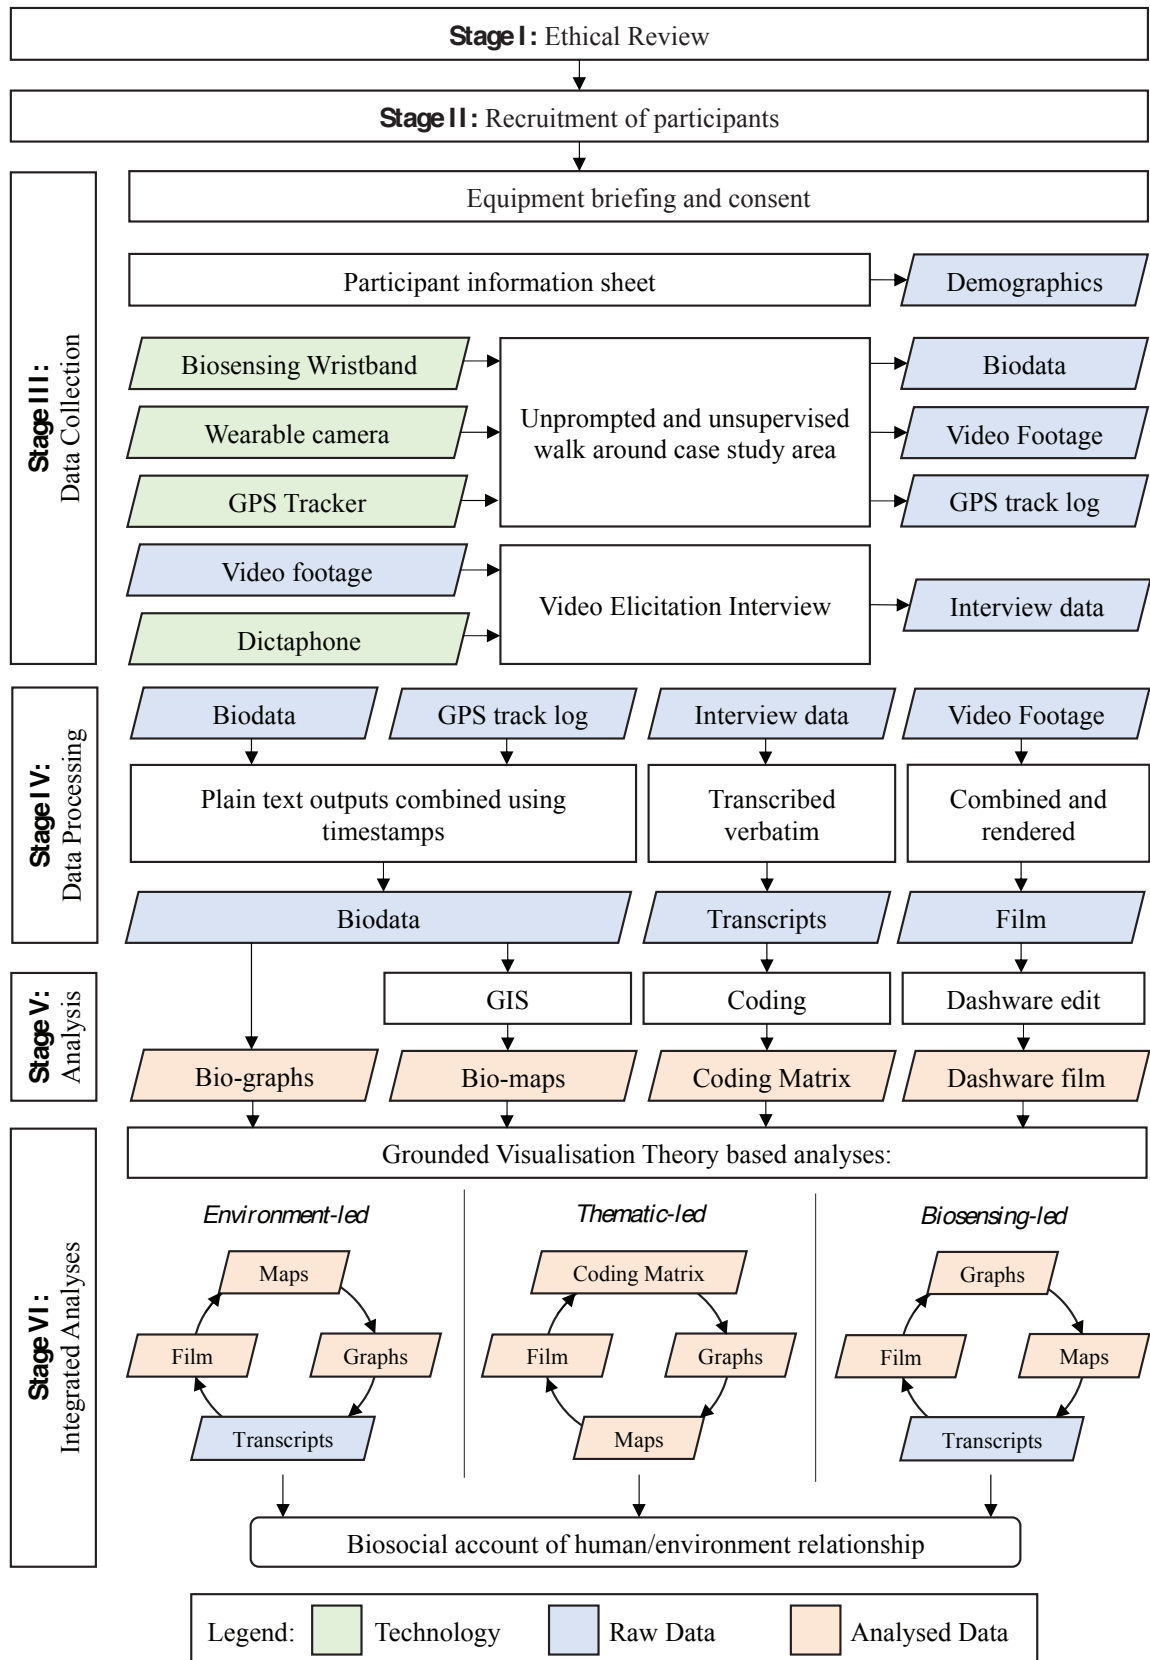 Stage I: Ethical Review
Stage II: Recruitment of participants
Stage III:
Data Collection
Equipment briefing and consent
Participant information sheet
Demographics
Biosensing Wristband
Wearable camera
GPS Tracker
Unprompted and unsupervised
walk around case study area
Biodata
Video Footage
GPS track log
Video footage
Dictaphone
Video Elicitation Interview
Interview data
Stage IV:
Data Processing
Biodata
GPS track log
Interview data
Video Footage
Plain text outputs combined using
timestamps
Transcribed
verbatim
Combined and
rendered
Biodata
Transcripts
Film
Stage V:
Analysis
GIS
Coding
Dashware edit
Bio-graphs
Bio-maps
Coding Matrix
Dashware film
Stage VI:
Integrated Analyses
Grounded Visualisation Theory based analyses:
Environment-led
Maps
Film
Graphs
Transcripts
Thematic-led
Coding Matrix
Film
Graphs
Maps
Biosensing-led
Graphs
Film
Maps
Transcripts
Biosocial account of human/environment relationship
Legend:
Technology
Raw Data
Analysed Data